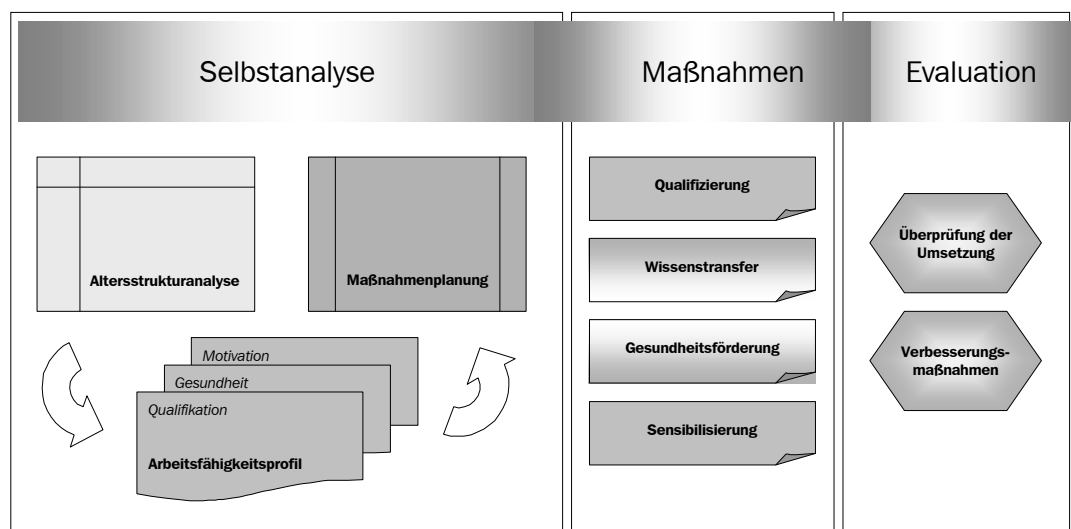 Selbstanalyse
Maßnahmen
Evaluation
Altersstrukturanalyse
Maßnahmenplanung
Motivation
Gesundheit
Qualifikation
Arbeitsfähigkeitsprofil
Qualifizierung
Wissenstransfer
Gesundheitsförderung
Sensibilisierung
Überprüfung der
Umsetzung
Verbesserungs-
maßnahmen